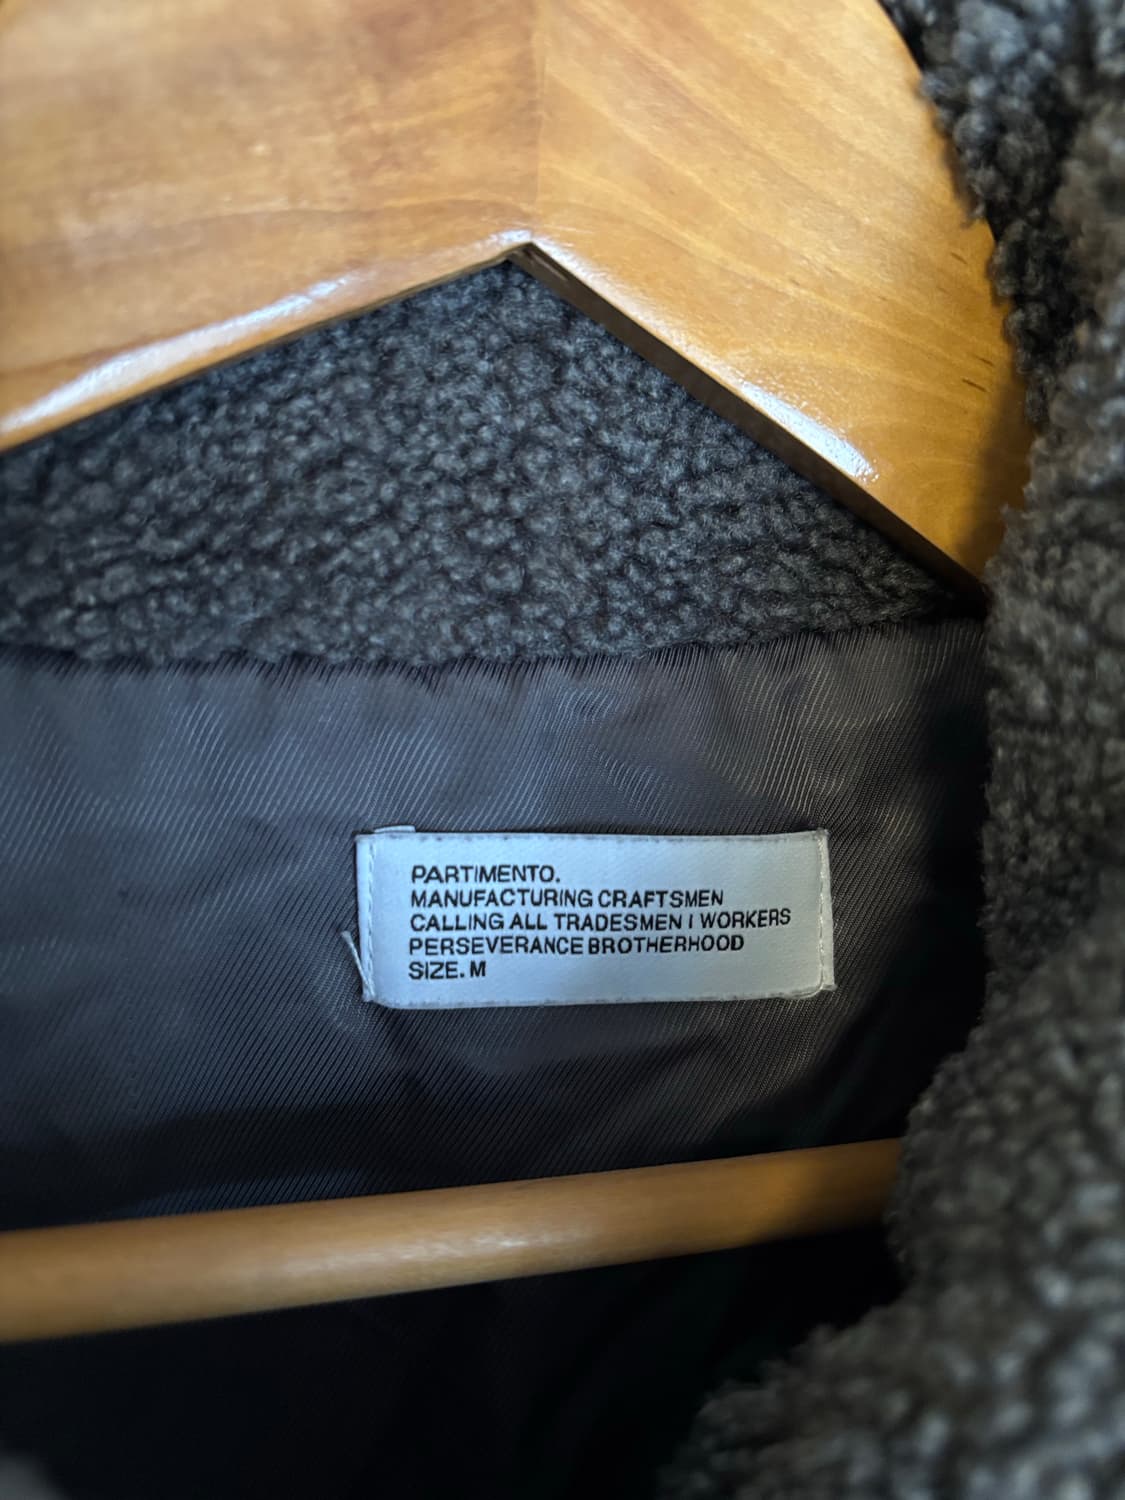 PARTIMENTO.
MANUFACTURING CRAFTSMEN
CALLING ALL TRADESMEN I WORKERS
PERSEVERANCE BROTHERHOOD
SIZE. M